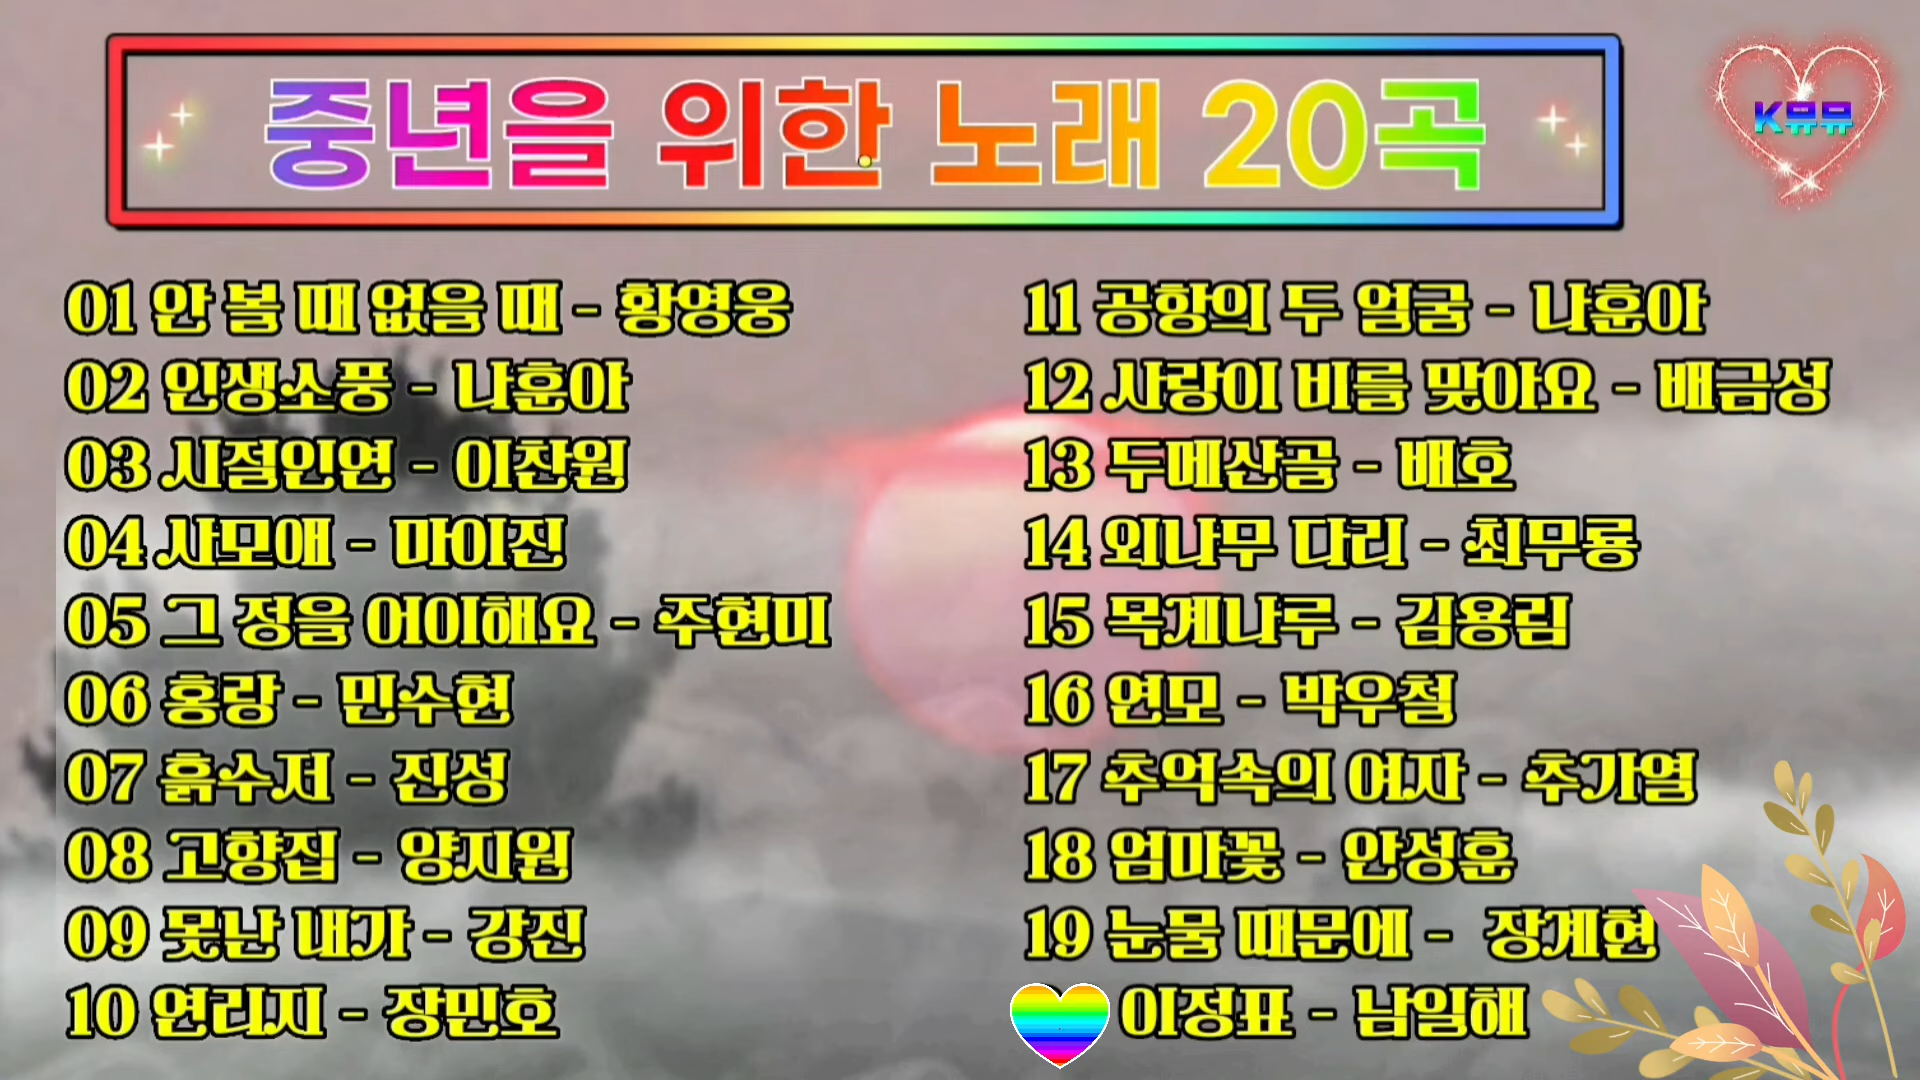 중년을 위한 노래 20곡
K뮤뮤
01 안 볼 때 없을 때 - 황영웅
02 인생소풍 - 나훈아
03 시절인연 - 이찬원
04 사모애 - 마이진
05 그 정을 어이해요 - 주현미
06 홍랑 - 민수현
07 흙수저 - 진성
08 고향집 - 양지원
09 못난 내가 - 강진
10 연리지 - 장민호
11 공항의 두 얼굴 - 나훈아
12 사랑이 비를 맞아요 - 배금성
13 두메산골 - 배호
14 외나무 다리 - 최무룡
15 목계나루 - 김용림
16 연모 - 박우철
17 추억속의 여자 - 추가열
18 엄마꽃 - 안성훈
19 눈물 때문에 - 장계현
이정표 - 남일해